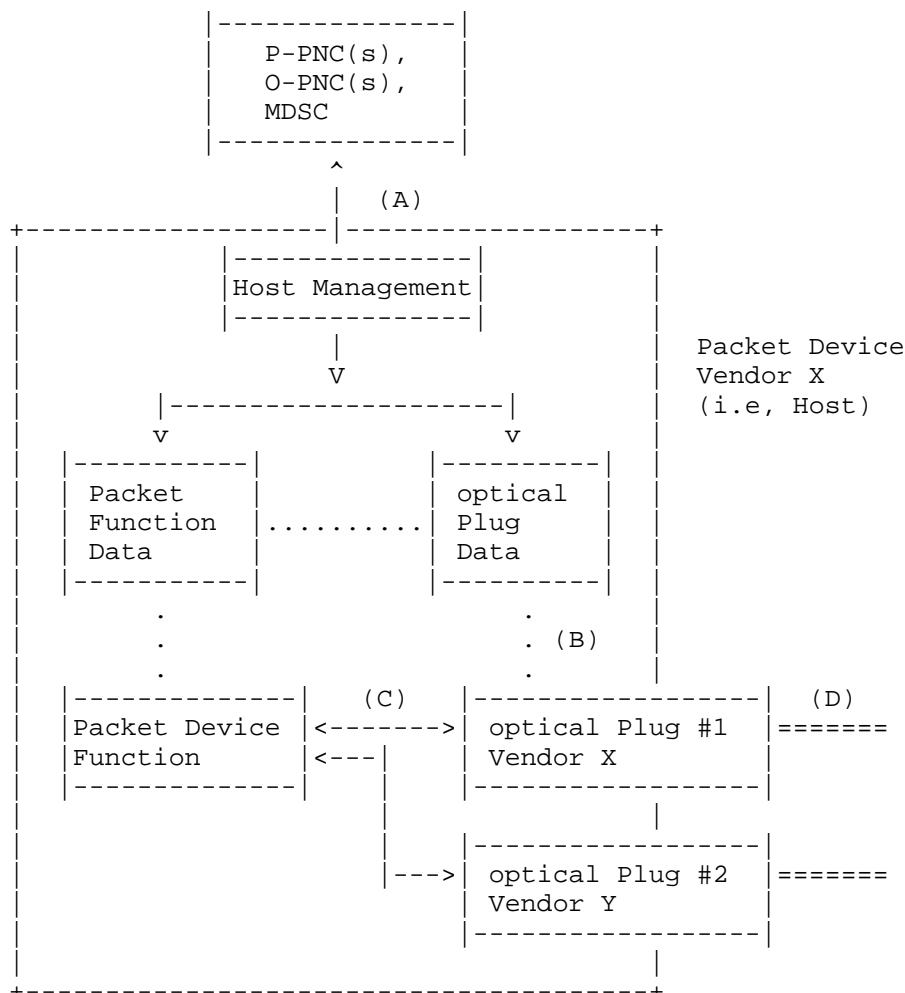 P-PNC(s),
O-PNC(s),
MDSC
(A)
Host Management
Packet Device
Vendor X
(i.e, Host)
Packet
Function
Data
optical
Plug
Data
(B)
(C)
(D)
Packet Device
Function
optical Plug #1
Vendor X
optical Plug #2
Vendor Y